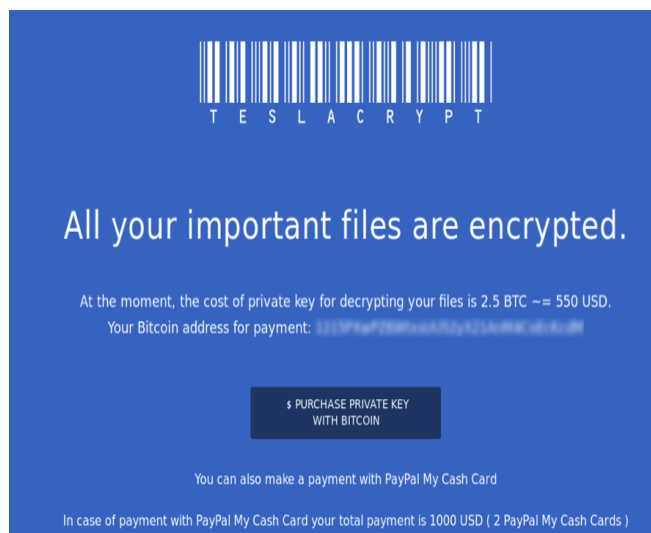 TESLACRYPT
All your important files are encrypted.
At the moment, the cost of private key for decrypting your files is 2.5 BTC ~= 550 USD.
Your Bitcoin address for payment:
$ PURCHASE PRIVATE KEY
WITH BITCOIN
You can also make a payment with PayPal My Cash Card
In case of payment with PayPal My Cash Card your total payment is 1000 USD ( 2 PayPal My Cash Cards )